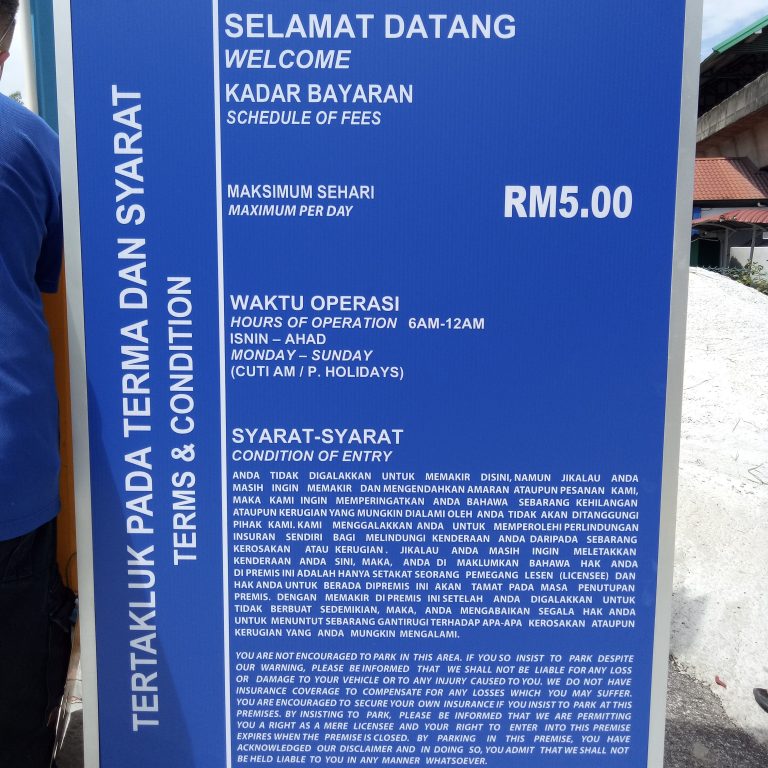 TERTAKLUK PADA TERMA DAN SYARAT
TERMS & CONDITION
SELAMAT DATANG
WELCOME
KADAR BAYARAN
SCHEDULE OF FEES
MAKSIMUM SEHARI
MAXIMUM PER DAY
RM5.00
WAKTU OPERASI
HOURS OF OPERATION 6AM-12AM
ISNIN – AHAD
MONDAY – SUNDAY
(CUTI AM / P. HOLIDAYS)
SYARAT-SYARAT
CONDITION OF ENTRY
ANDA TIDAK DIGALAKKAN UNTUK MEMAKIR DISINI, NAMUN JIKALAU ANDA
MASIH INGIN MEMAKIR DAN MENGENDAHKAN AMARAN ATAUPUN PESANAN KAMI,
MAKA KAMI INGIN MEMPERINGATKAN ANDA BAHAWA SEBARANG KEHILANGAN
ATAUPUN KERUGIAN YANG MUNGKIN DIALAMI OLEH ANDA TIDAK AKAN DITANGGUNGI
PIHAK KAMI. KAMI MENGGALAKKAN ANDA UNTUK MEMPEROLEHI PERLINDUNGAN
INSURAN SENDIRI BAGI MELINDUNGI KENDERAAN ANDA DARIPADA SEBARANG
KEROSAKAN ATAU KERUGIAN. JIKALAU ANDA MASIH INGIN MELETAKKAN
KENDERAAN ANDA SINI, MAKA, ANDA DI MAKLUMKAN BAHAWA HAK ANDA
DI PREMIS INI ADALAH HANYA SETAKAT SEORANG PEMEGANG LESEN (LICENSEE) DAN
HAK ANDA UNTUK BERADA DIPREMIS INI AKAN TAMAT PADA MASA PENUTUPAN
PREMIS. DENGAN MEMAKIR DI PREMIS INI SETELAH ANDA DIGALAKKAN UNTUK
TIDAK BERBUAT SEDEMIKIAN, MAKA, ANDA MENGABAIKAN SEGALA HAK ANDA
UNTUK MENUNTUT SEBARANG GANTIRUGI TERHADAP APA-APA KEROSAKAN ATAUPUN
KERUGIAN YANG ANDA MUNGKIN MENGALAMI.
YOU ARE NOT ENCOURAGED TO PARK IN THIS AREA. IF YOU SO INSIST TO PARK DESPITE
OUR WARNING, PLEASE BE INFORMED THAT WE SHALL NOT BE LIABLE FOR ANY LOSS
OR DAMAGE TO YOUR VEHICLE OR TO ANY INJURY CAUSED TO YOU. WE DO NOT HAVE
INSURANCE COVERAGE TO COMPENSATE FOR ANY LOSSES WHICH YOU MAY SUFFER.
YOU ARE ENCOURAGED TO SECURE YOUR OWN INSURANCE IF YOU INSIST TO PARK AT THIS
PREMISES. BY INSISTING TO PARK, PLEASE BE INFORMED THAT WE ARE PERMITTING
YOU A RIGHT AS A MERE LICENSEE AND YOUR RIGHT TO ENTER INTO THIS PREMISE
EXPIRES WHEN THE PREMISE IS CLOSED. BY PARKING IN THIS PREMISE, YOU HAVE
ACKNOWLEDGED OUR DISCLAIMER AND IN DOING SO, YOU ADMIT THAT WE SHALL NOT
BE HELD LIABLE TO YOU IN ANY MANNER WHATSOEVER.